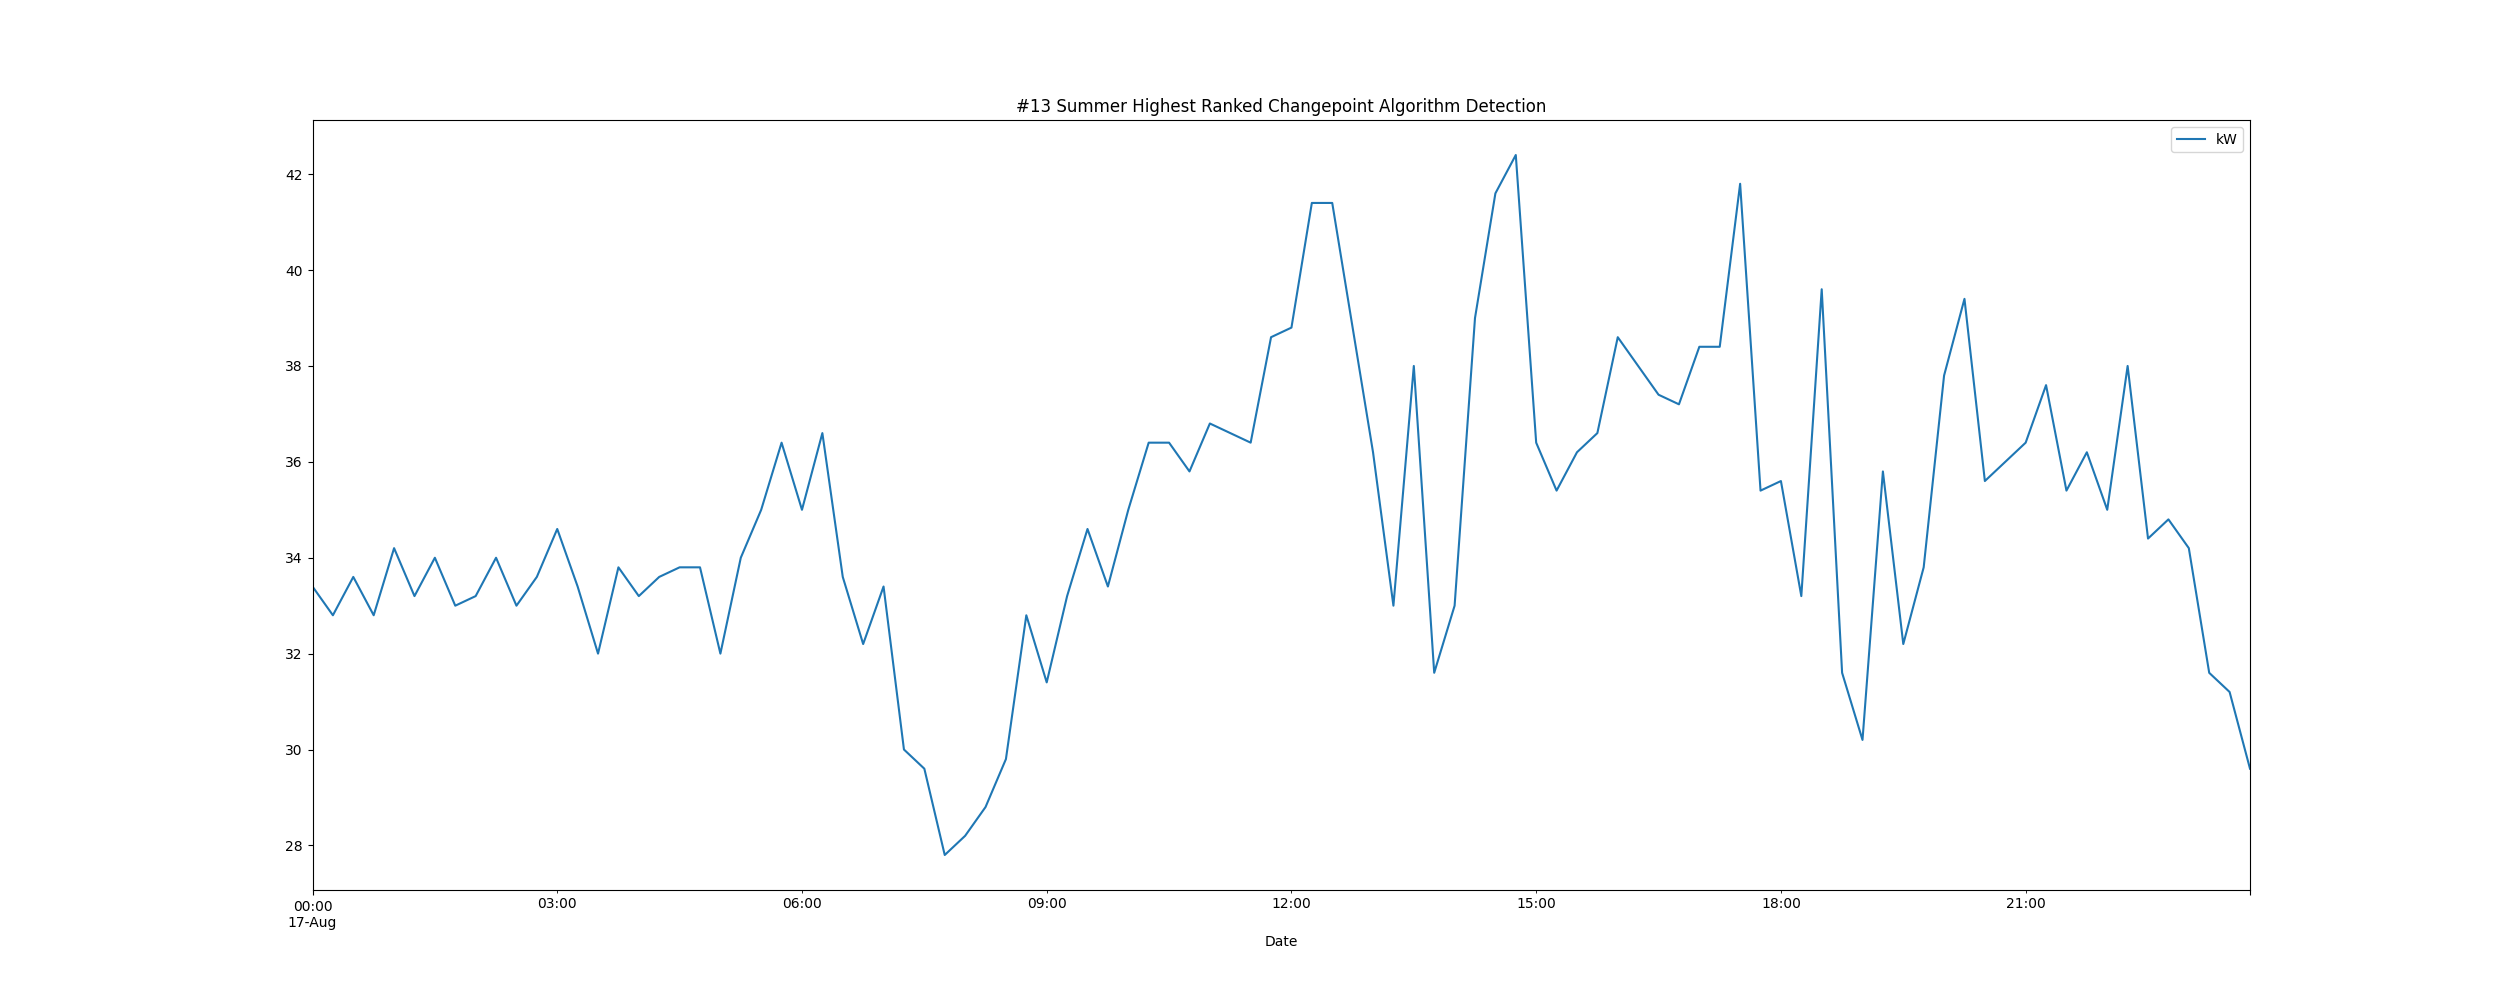 #13 Summer Highest Ranked Changepoint Algorithm Detection
kW
42
40
38
36
34
32
30
28
00:00 03:00 06:00 09:00 12:00 15:00 18:00 21:00
17-Aug
Date